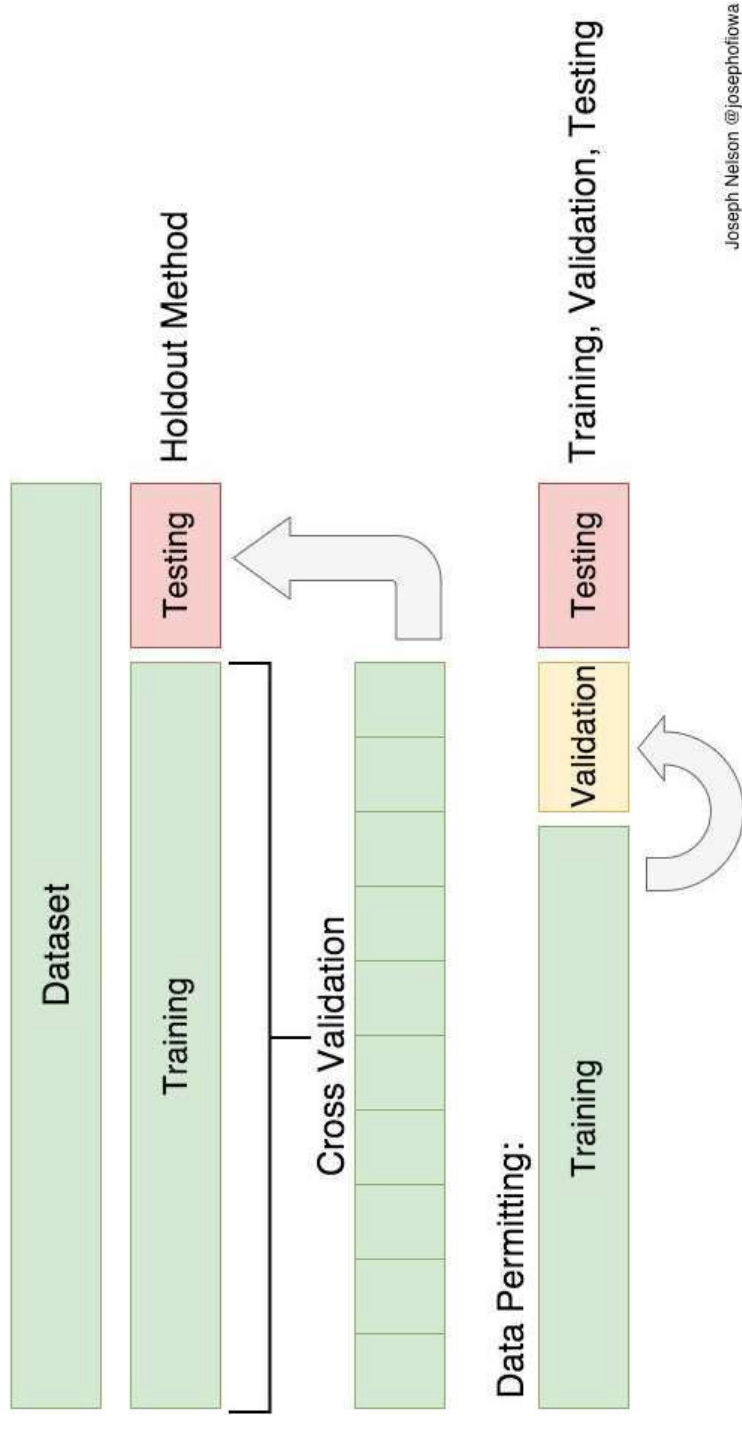 Dataset
Training
Testing
Holdout Method
Cross Validation
Data Permitting:
Training
Validation
Testing
Training, Validation, Testing
Joseph Nelson @josephofiowa